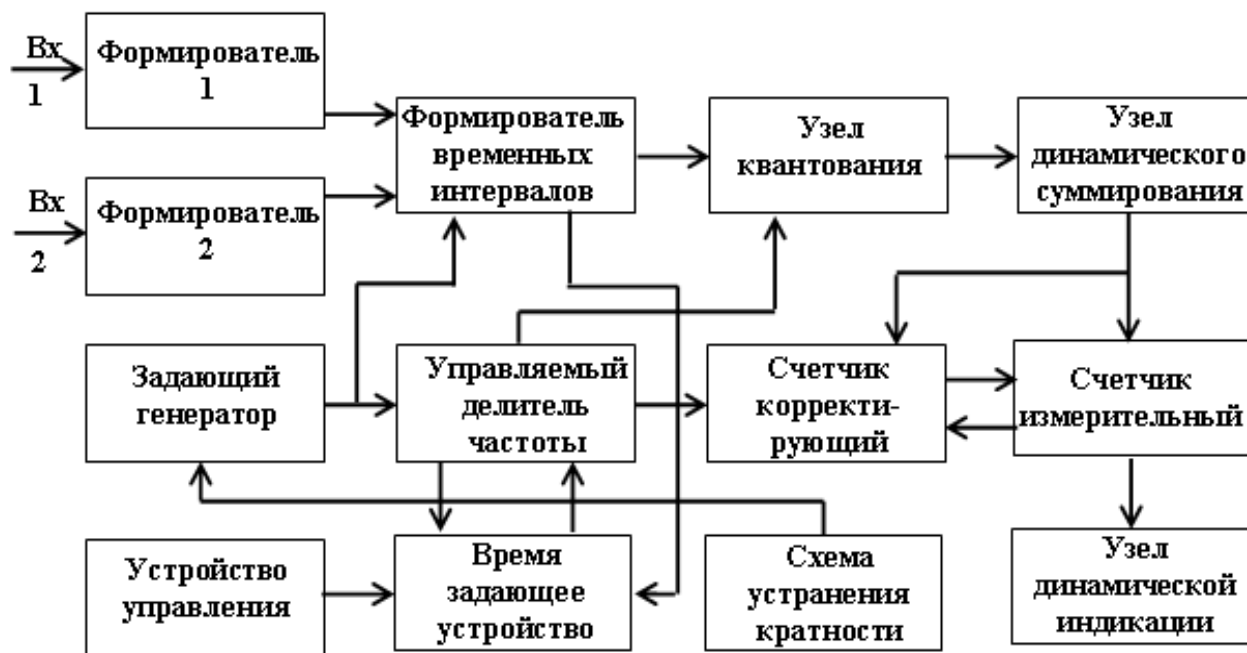 Вх
1
Формирователь
1
Вх
2
Формирователь
2
Формирователь
временных
интервалов
Узел
квантования
Узел
динамического
суммирования
Задающий
генератор
Управляемый
делитель
частоты
Счетчик
корректи-
рующий
Счетчик
измерительный
Устройство
управления
Время
задающее
устройство
Схема
устранения
кратности
Узел
динамической
индикации